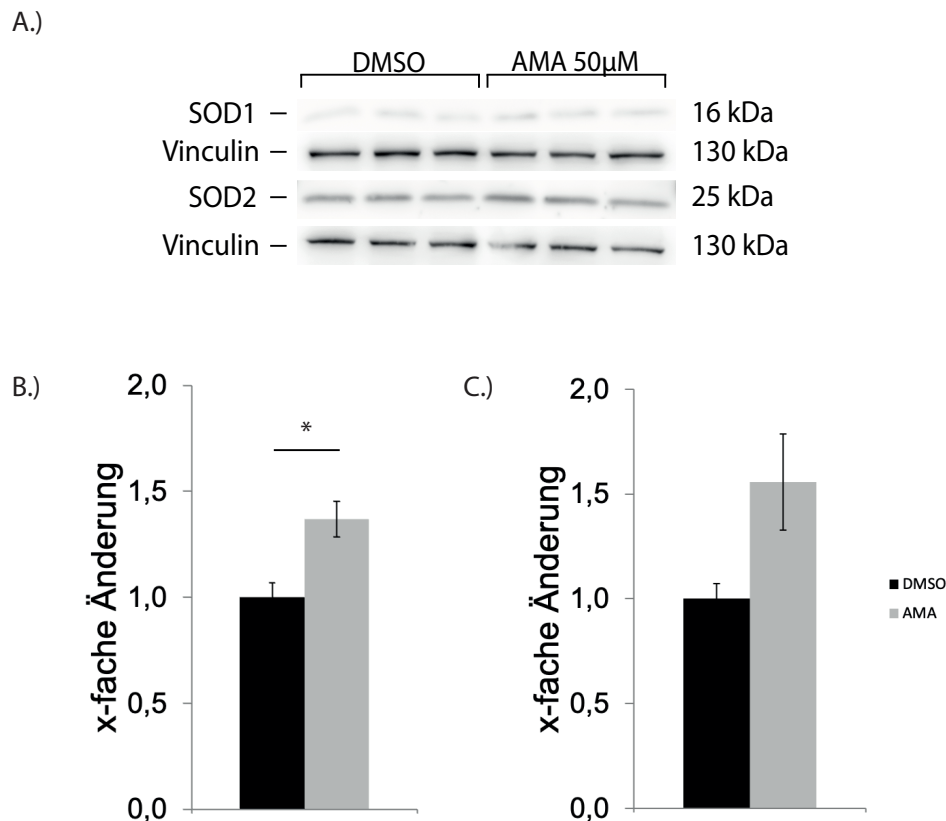 A.)
DMSO AMA 50µM
SOD1 – 16 kDa
Vinculin – 130 kDa
SOD2 – 25 kDa
Vinculin – 130 kDa
B.)
x-fache Änderung
2,0
1,5
1,0
0,5
0,0
*
C.)
x-fache Änderung
2,0
1,5
1,0
0,5
0,0
DMSO
AMA